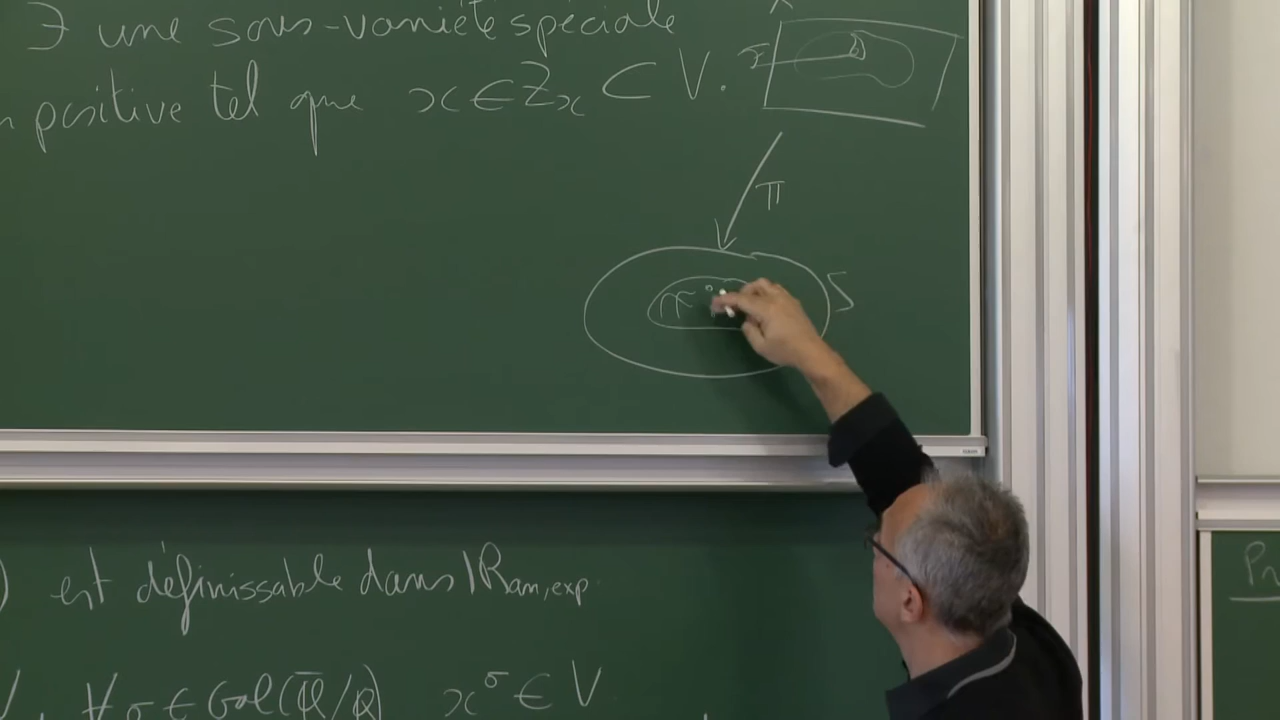 ∃ une sous-variété spéciale
positive tel que x ∈ Z_x ⊂ V.
π
S
) est définissable dans ℝ_an,exp
∀ σ ∈ Gal(ℚ̄/ℚ) x^σ ∈ V